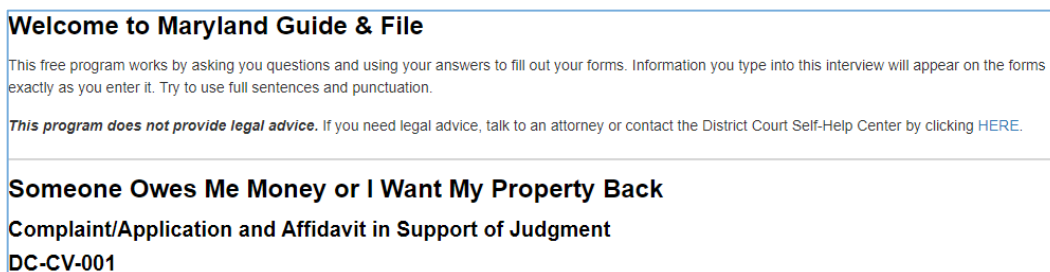 Welcome to Maryland Guide & File
This free program works by asking you questions and using your answers to fill out your forms. Information you type into this interview will appear on the forms
exactly as you enter it. Try to use full sentences and punctuation.
This program does not provide legal advice. If you need legal advice, talk to an attorney or contact the District Court Self-Help Center by clicking HERE.
Someone Owes Me Money or I Want My Property Back
Complaint/Application and Affidavit in Support of Judgment
DC-CV-001